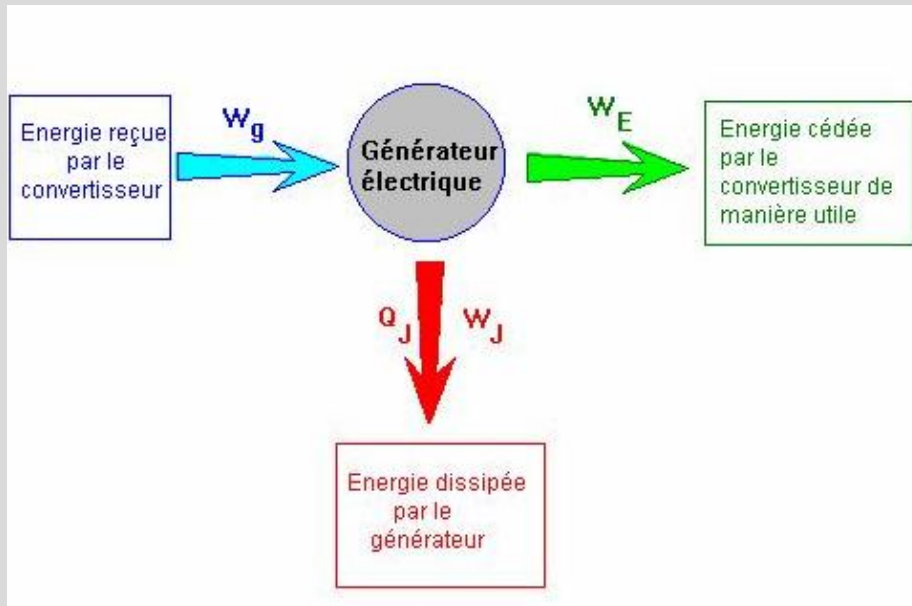 Energie reçue
par le
convertisseur
Wg
Générateur
électrique
WE
Energie cédée
par le
convertisseur de
manière utile
QJ
WJ
Energie dissipée
par le
générateur